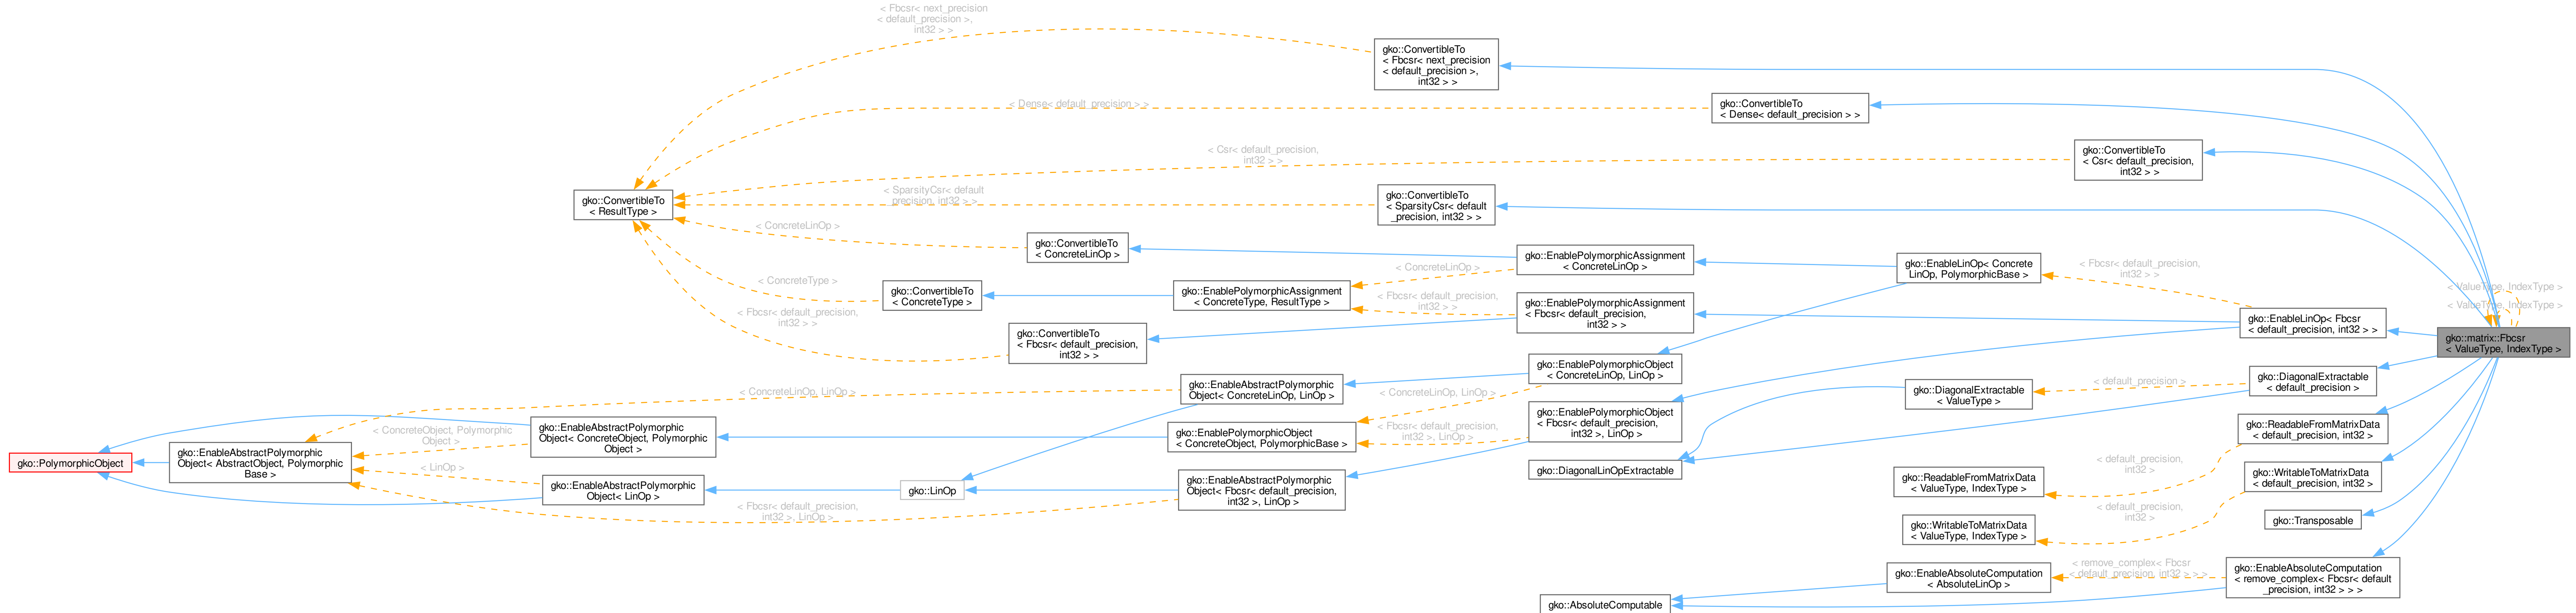 < Fbcsr< next_precision
< default_precision >,
int32 > >
gko::ConvertibleTo
< Fbcsr< next_precision
< default_precision >,
int32 > >
< Dense< default_precision > >
gko::ConvertibleTo
< Dense< default_precision > >
< Csr< default_precision,
int32 > >
gko::ConvertibleTo
< Csr< default_precision,
int32 > >
gko::ConvertibleTo
< ResultType >
< SparsityCsr< default
_precision, int32 > >
gko::ConvertibleTo
< SparsityCsr< default
_precision, int32 > >
< ConcreteLinOp >
gko::ConvertibleTo
< ConcreteLinOp >
gko::EnablePolymorphicAssignment
< ConcreteLinOp >
gko::EnableLinOp< Concrete
LinOp, PolymorphicBase >
< Fbcsr< default_precision,
int32 > >
< ConcreteType >
gko::ConvertibleTo
< ConcreteType >
gko::EnablePolymorphicAssignment
< ConcreteType, ResultType >
< ConcreteLinOp >
< Fbcsr< default_precision,
int32 > >
gko::EnablePolymorphicAssignment
< Fbcsr< default_precision,
int32 > >
gko::EnableLinOp< Fbcsr
< default_precision, int32 > >
< ValueType, IndexType >
< ValueType, IndexType >
gko::matrix::Fbcsr
< ValueType, IndexType >
< Fbcsr< default_precision,
int32 > >
gko::ConvertibleTo
< Fbcsr< default_precision,
int32 > >
gko::EnablePolymorphicObject
< ConcreteLinOp, LinOp >
< ConcreteLinOp, LinOp >
gko::EnableAbstractPolymorphic
Object< ConcreteLinOp, LinOp >
< ConcreteLinOp, LinOp >
gko::DiagonalExtractable
< ValueType >
< default_precision >
gko::DiagonalExtractable
< default_precision >
gko::EnablePolymorphicObject
< Fbcsr< default_precision,
int32 >, LinOp >
gko::EnableAbstractPolymorphic
Object< ConcreteObject, Polymorphic
Object >
< ConcreteObject, Polymorphic
Object >
gko::EnablePolymorphicObject
< ConcreteObject, PolymorphicBase >
< Fbcsr< default_precision,
int32 >, LinOp >
gko::ReadableFromMatrixData
< default_precision, int32 >
gko::PolymorphicObject
gko::EnableAbstractPolymorphic
Object< AbstractObject, Polymorphic
Base >
< LinOp >
gko::EnableAbstractPolymorphic
Object< LinOp >
gko::LinOp
gko::EnableAbstractPolymorphic
Object< Fbcsr< default_precision,
int32 >, LinOp >
gko::DiagonalLinOpExtractable
< default_precision,
int32 >
gko::ReadableFromMatrixData
< ValueType, IndexType >
gko::WritableToMatrixData
< default_precision, int32 >
< Fbcsr< default_precision,
int32 >, LinOp >
< default_precision,
int32 >
gko::WritableToMatrixData
< ValueType, IndexType >
gko::Transposable
< remove_complex< Fbcsr
< default_precision, int32 > > >
gko::EnableAbsoluteComputation
< AbsoluteLinOp >
gko::EnableAbsoluteComputation
< remove_complex< Fbcsr< default
_precision, int32 > > >
gko::AbsoluteComputable